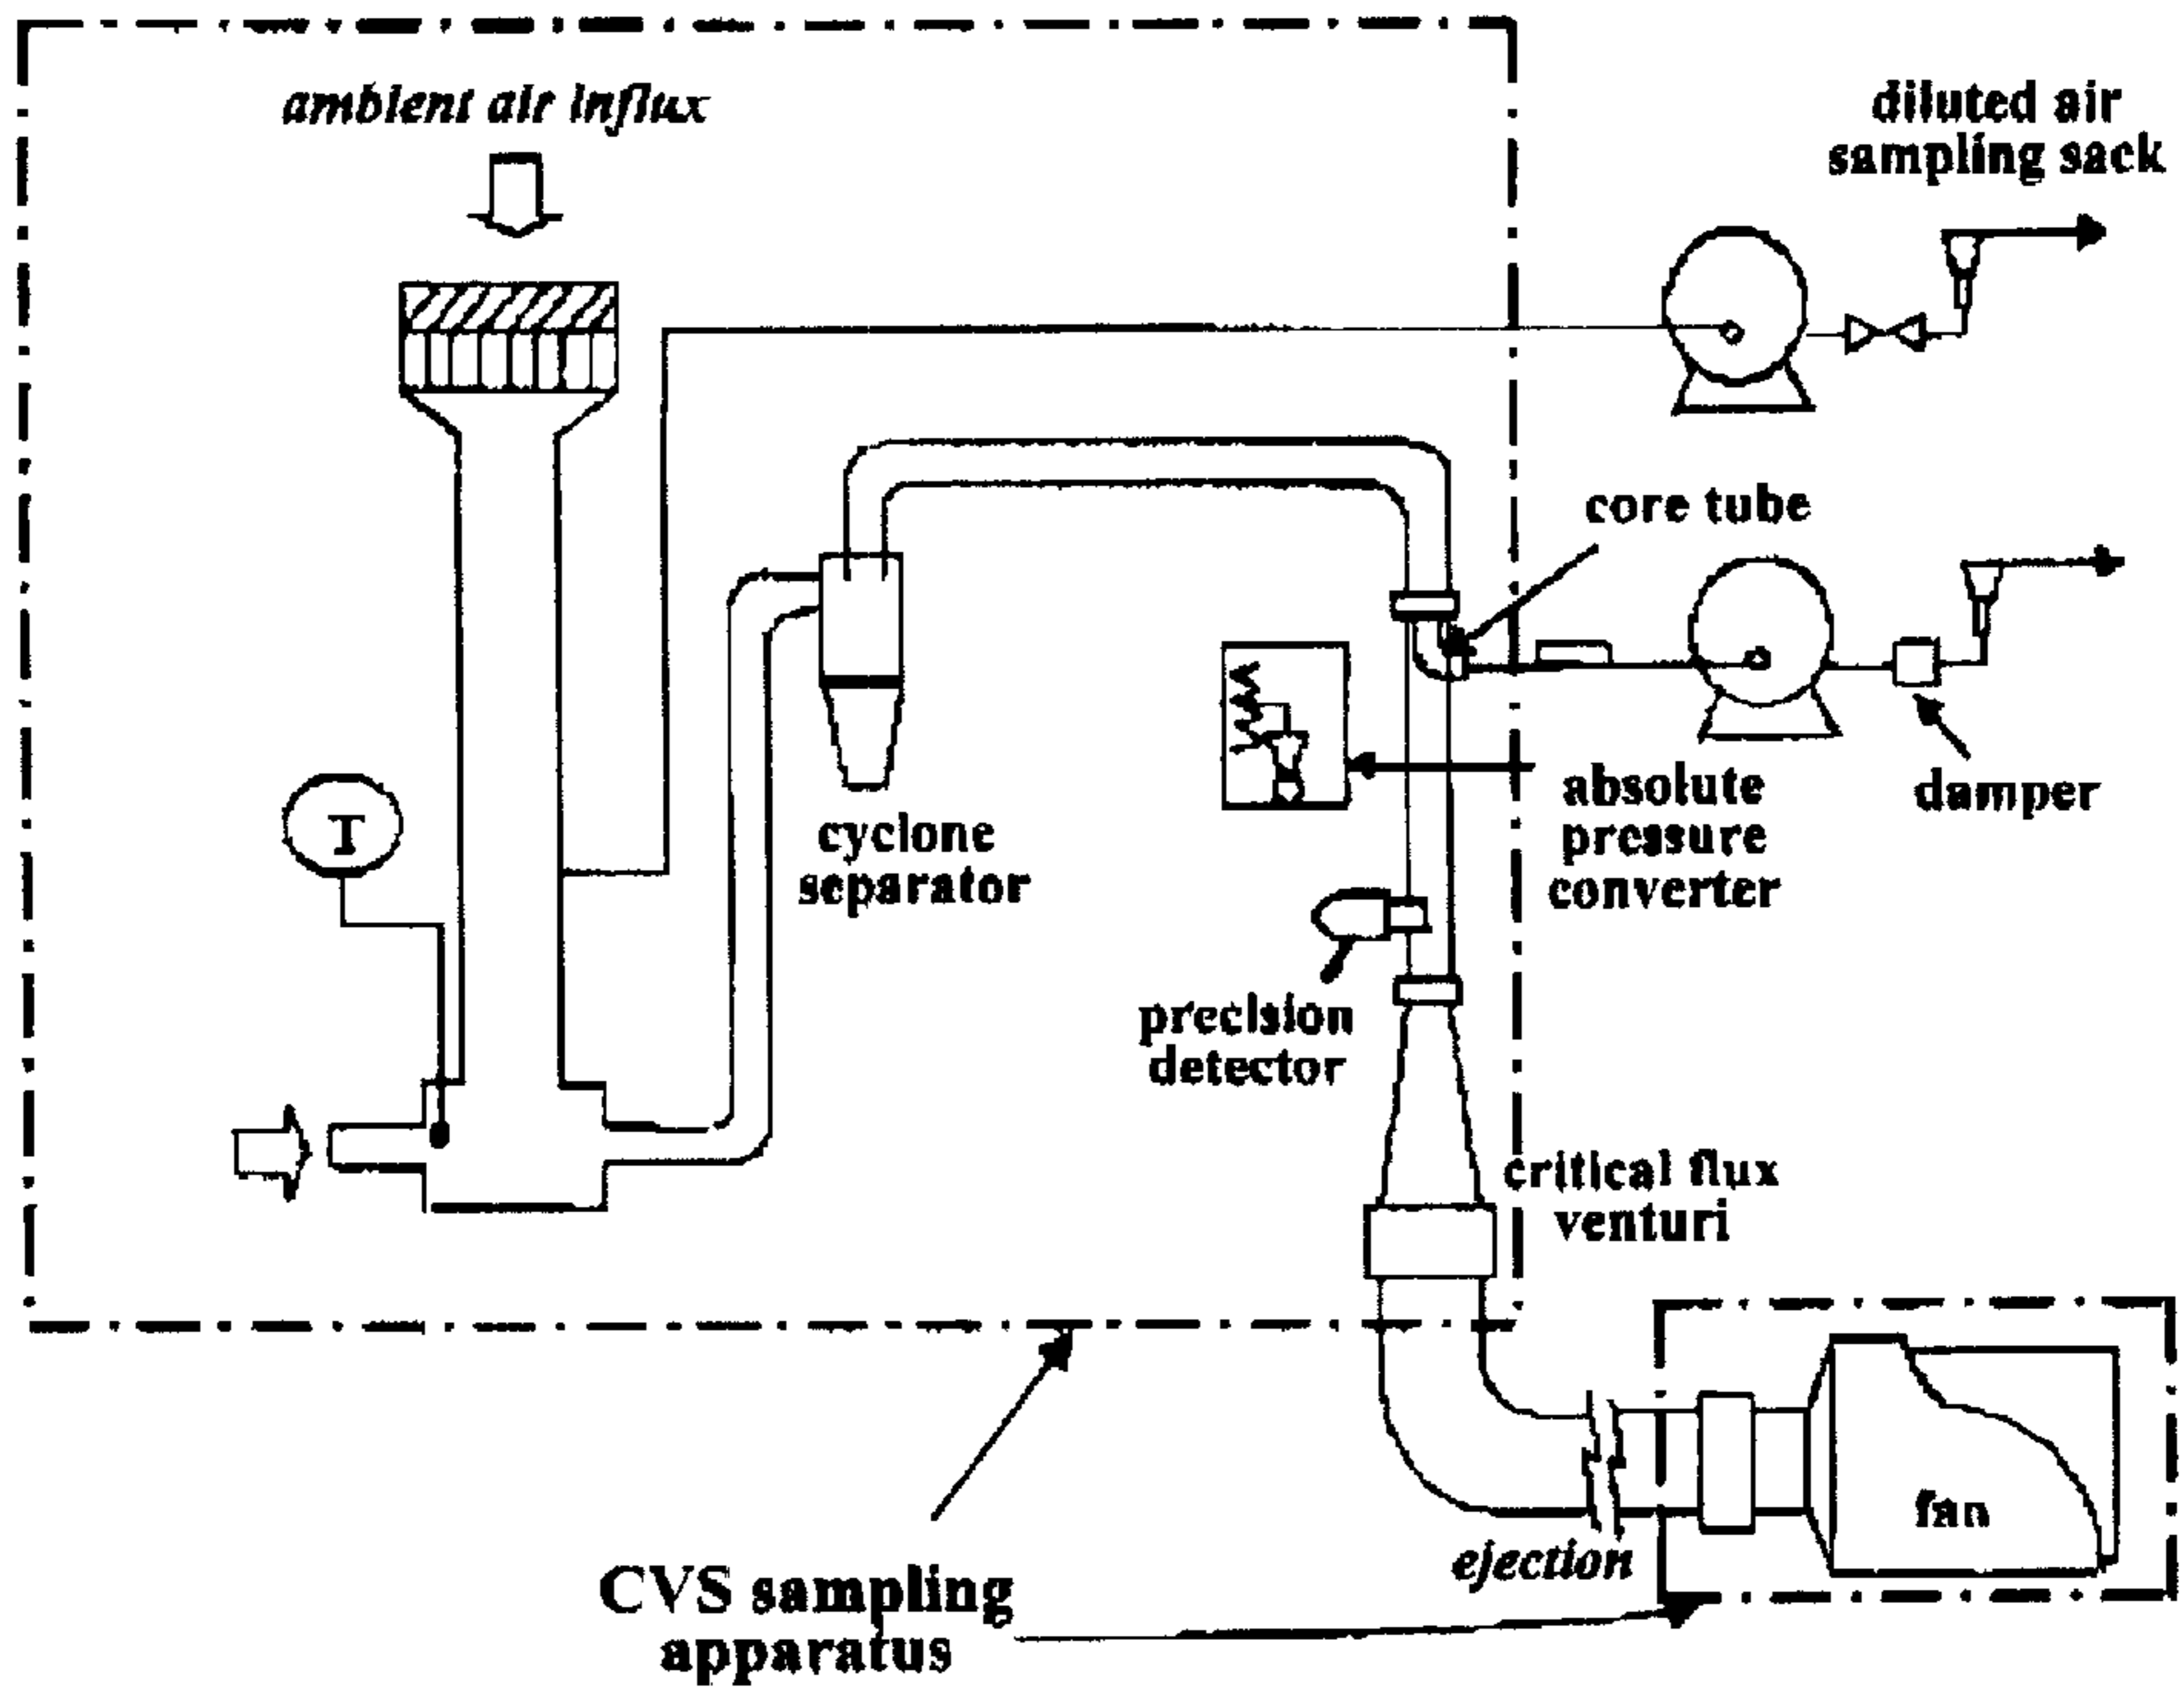 ambient air influx
diluted air
sampling sack
core tube
T
cyclone
separator
absolute
pressure
converter
damper
precision
detector
critical flux
venturi
fan
ejection
CVS sampling
apparatus